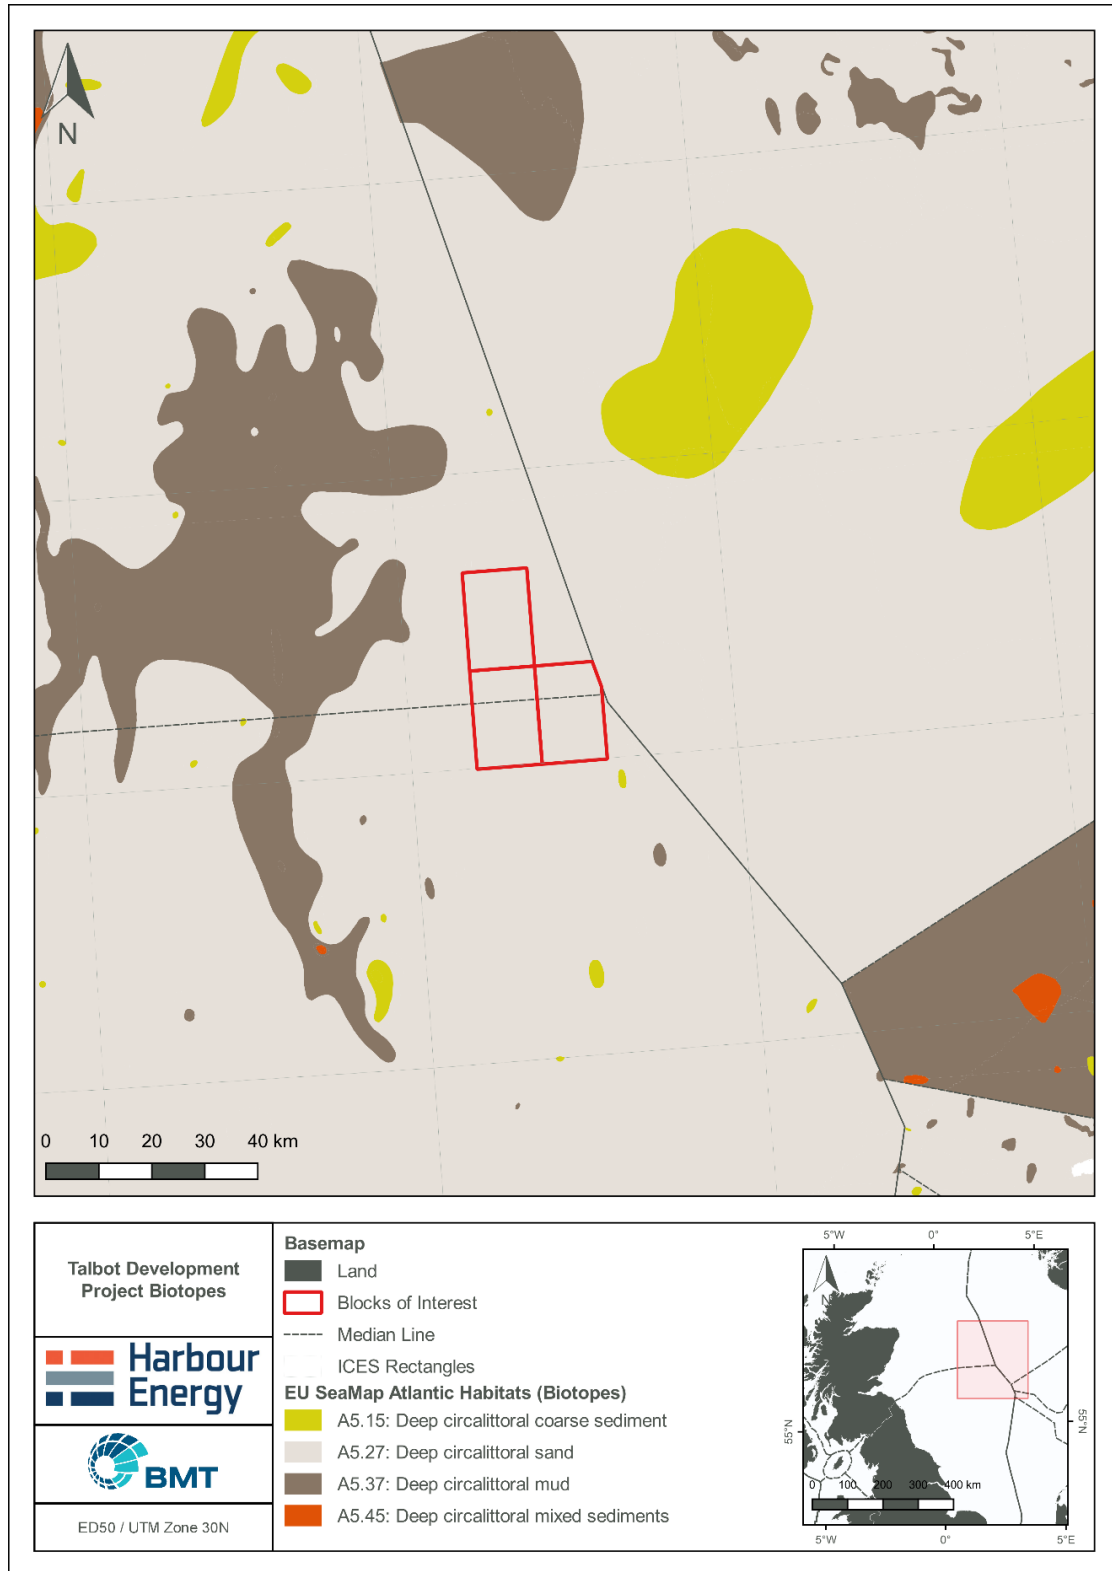 N
0 10 20 30 40 km
Talbot Development
Project Biotopes
Harbour
Energy
BMT
ED50 / UTM Zone 30N
Basemap
Land
Blocks of Interest
Median Line
ICES Rectangles
EU SeaMap Atlantic Habitats (Biotopes)
A5.15: Deep circalittoral coarse sediment
A5.27: Deep circalittoral sand
A5.37: Deep circalittoral mud
A5.45: Deep circalittoral mixed sediments
5°W 0° 5°E
N
55°N 55°N
0 100 200 300 400 km
5°W 0° 5°E